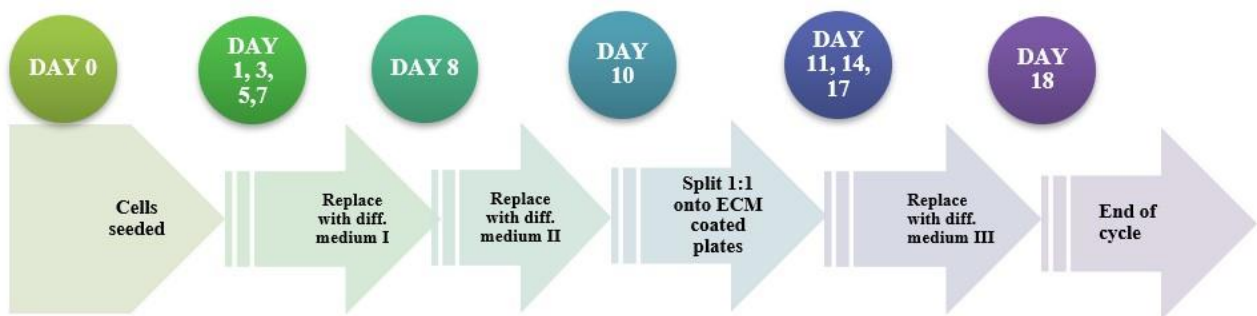 DAY 0
DAY
1, 3,
5,7
DAY 8
DAY
10
DAY
11, 14,
17
DAY
18
Cells
seeded
Replace
with diff.
medium I
Replace
with diff.
medium II
Split 1:1
onto ECM
coated
plates
Replace
with diff.
medium III
End of
cycle